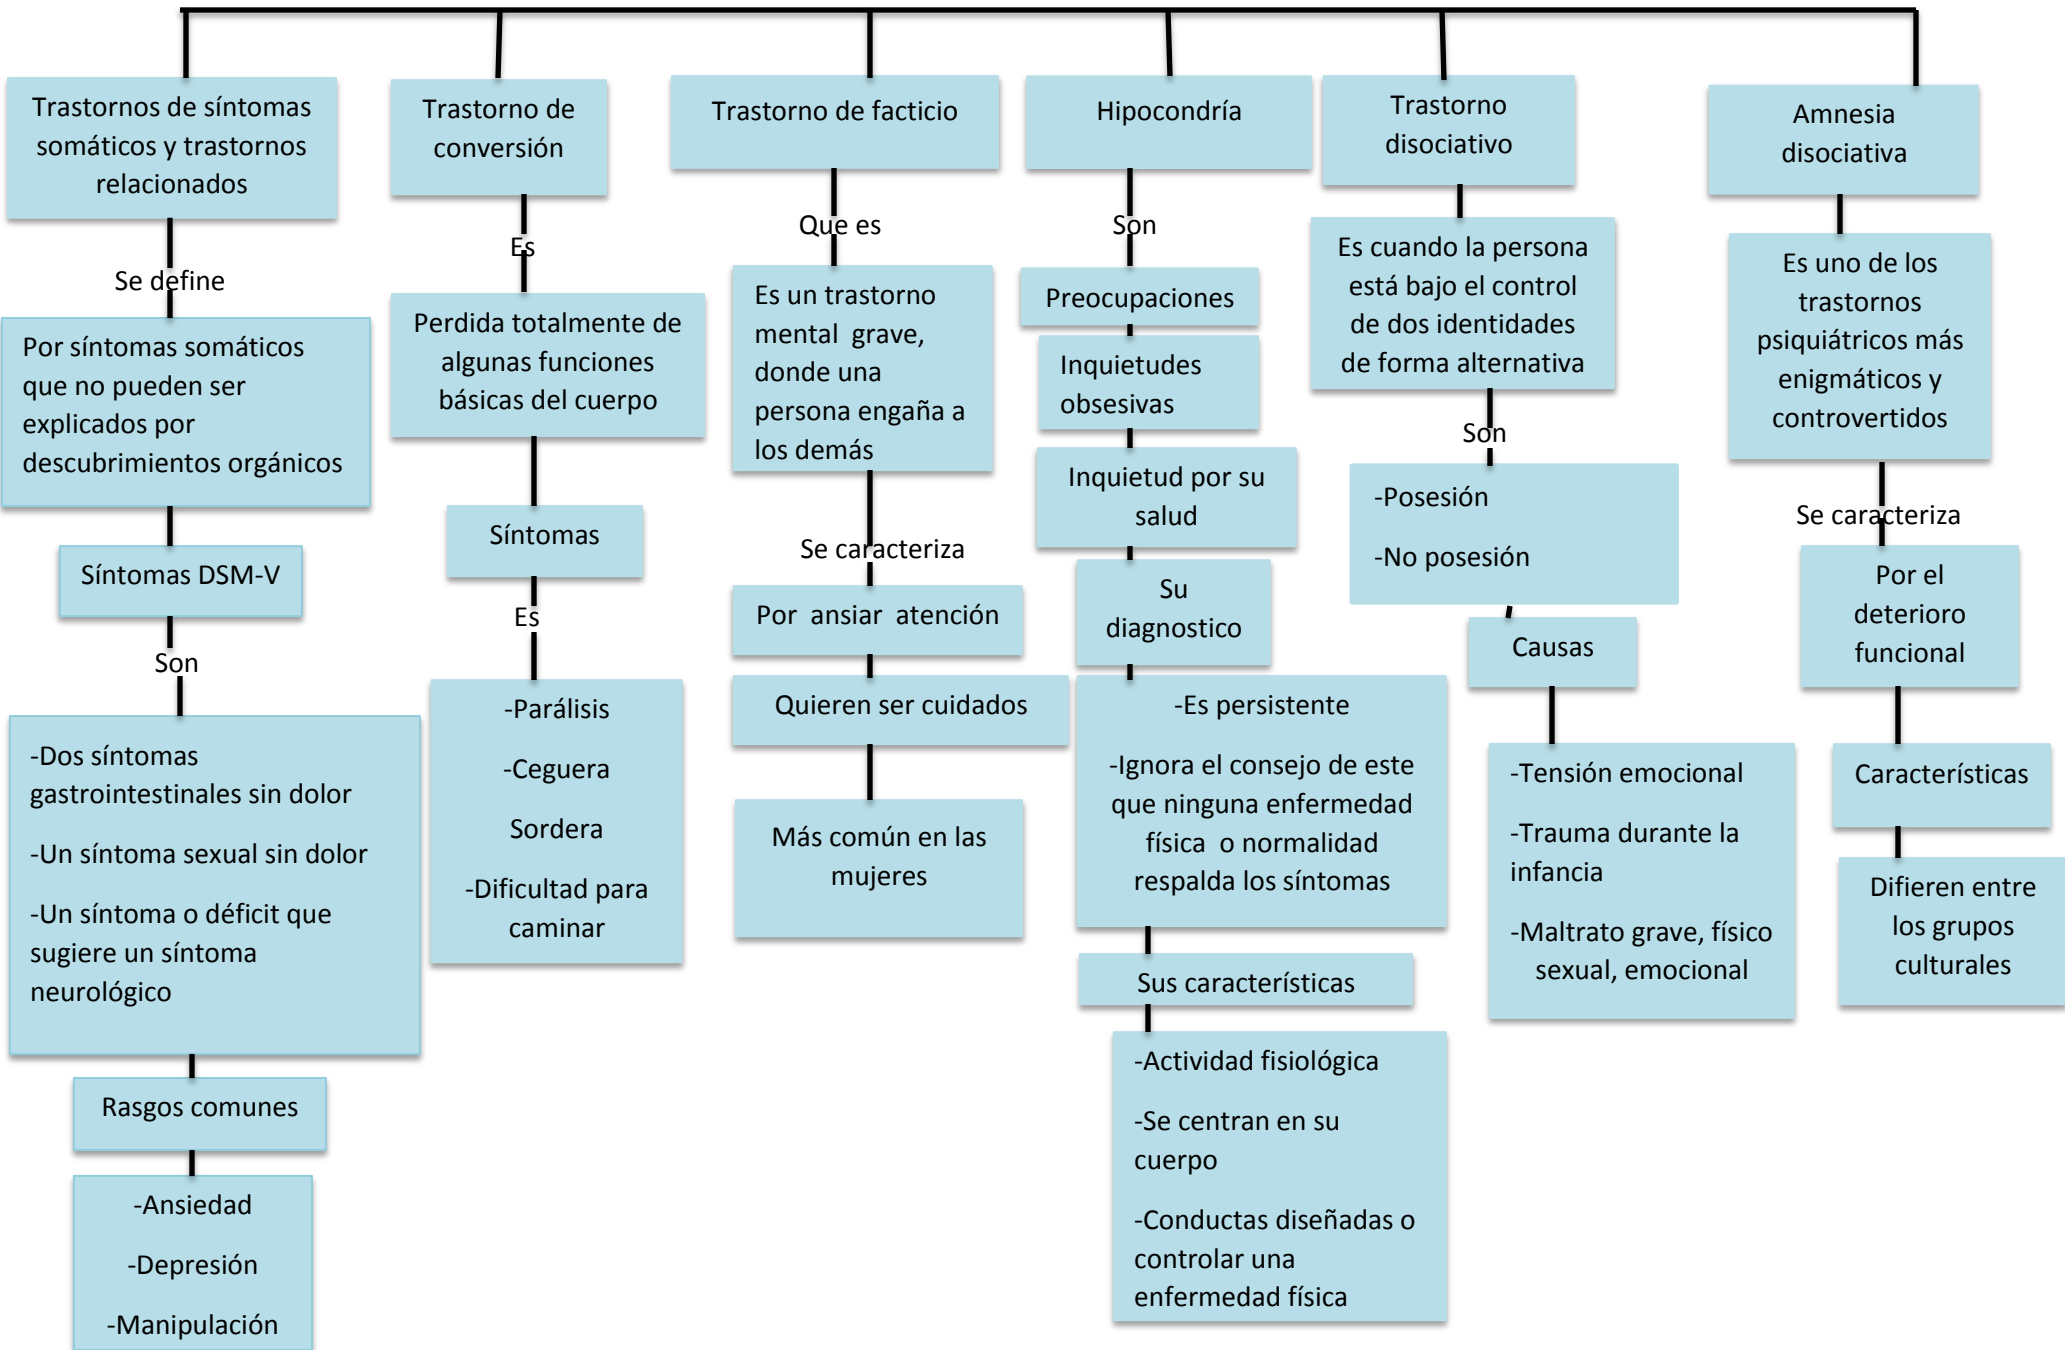 Trastornos de síntomas
somáticos y trastornos
relacionados
Se define
Por síntomas somáticos
que no pueden ser
explicados por
descubrimientos orgánicos
Síntomas DSM-V
Son
-Dos síntomas
gastrointestinales sin dolor
-Un síntoma sexual sin dolor
-Un síntoma o déficit que
sugiere un síntoma
neurológico
Rasgos comunes
-Ansiedad
-Depresión
-Manipulación
Trastorno de
conversión
Es
Perdida totalmente de
algunas funciones
básicas del cuerpo
Síntomas
Es
-Parálisis
-Ceguera
Sordera
-Dificultad para
caminar
Trastorno de facticio
Que es
Es un trastorno
mental grave,
donde una
persona engaña a
los demás
Se caracteriza
Por ansiar atención
Quieren ser cuidados
Más común en las
mujeres
Hipocondría
Son
Preocupaciones
Inquietudes
obsesivas
Inquietud por su
salud
Su
diagnostico
-Es persistente
-Ignora el consejo de este
que ninguna enfermedad
física o normalidad
respalda los síntomas
Sus características
-Actividad fisiológica
-Se centran en su
cuerpo
-Conductas diseñadas o
controlar una
enfermedad física
Trastorno
disociativo
Es cuando la persona
está bajo el control
de dos identidades
de forma alternativa
Son
-Posesión
-No posesión
Causas
-Tensión emocional
-Trauma durante la
infancia
-Maltrato grave, físico
sexual, emocional
Amnesia
disociativa
Es uno de los
trastornos
psiquiátricos más
enigmáticos y
controvertidos
Se caracteriza
Por el
deterioro
funcional
Características
Difieren entre
los grupos
culturales